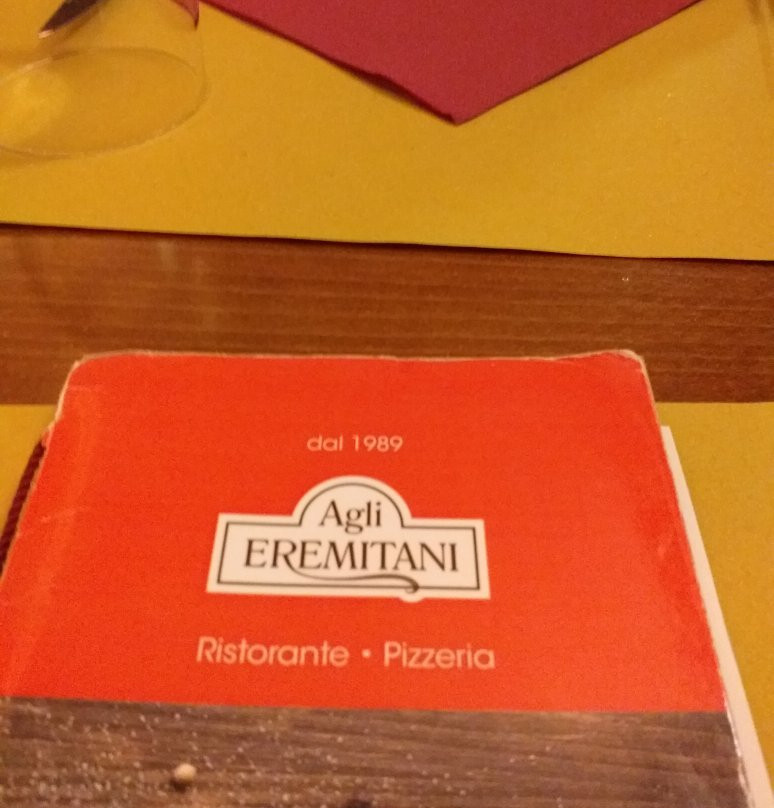 dal 1989
Agli
EREMITANI
Ristorante • Pizzeria